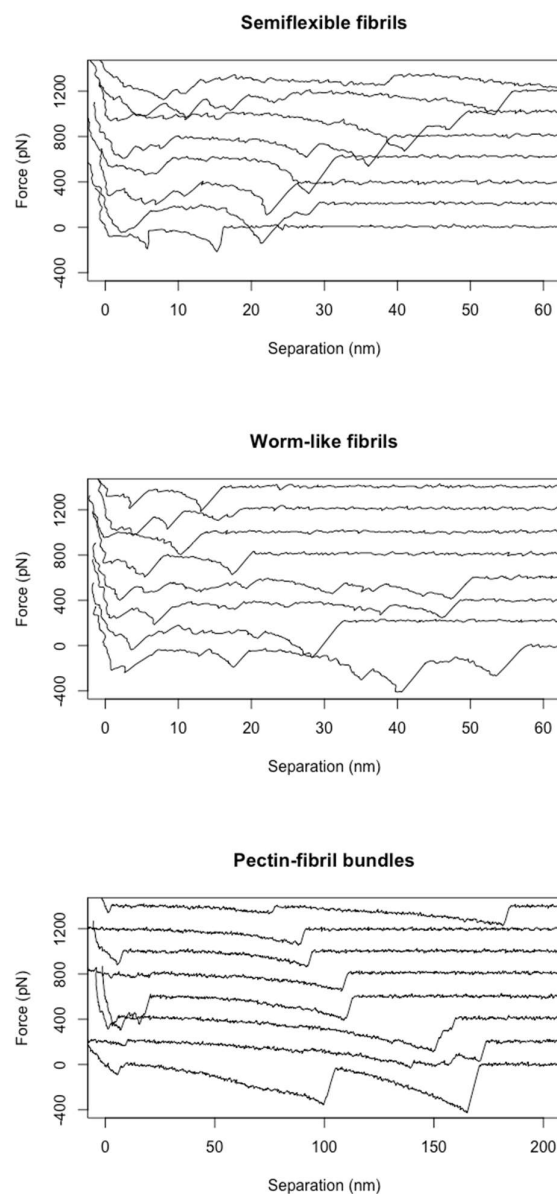 Semiflexible fibrils
Force (pN)
1200
800
400
0
-400
0 10 20 30 40 50 60
Separation (nm)
Worm-like fibrils
Force (pN)
1200
800
400
0
-400
0 10 20 30 40 50 60
Separation (nm)
Pectin-fibril bundles
Force (pN)
1200
800
400
0
-400
0 50 100 150 200
Separation (nm)